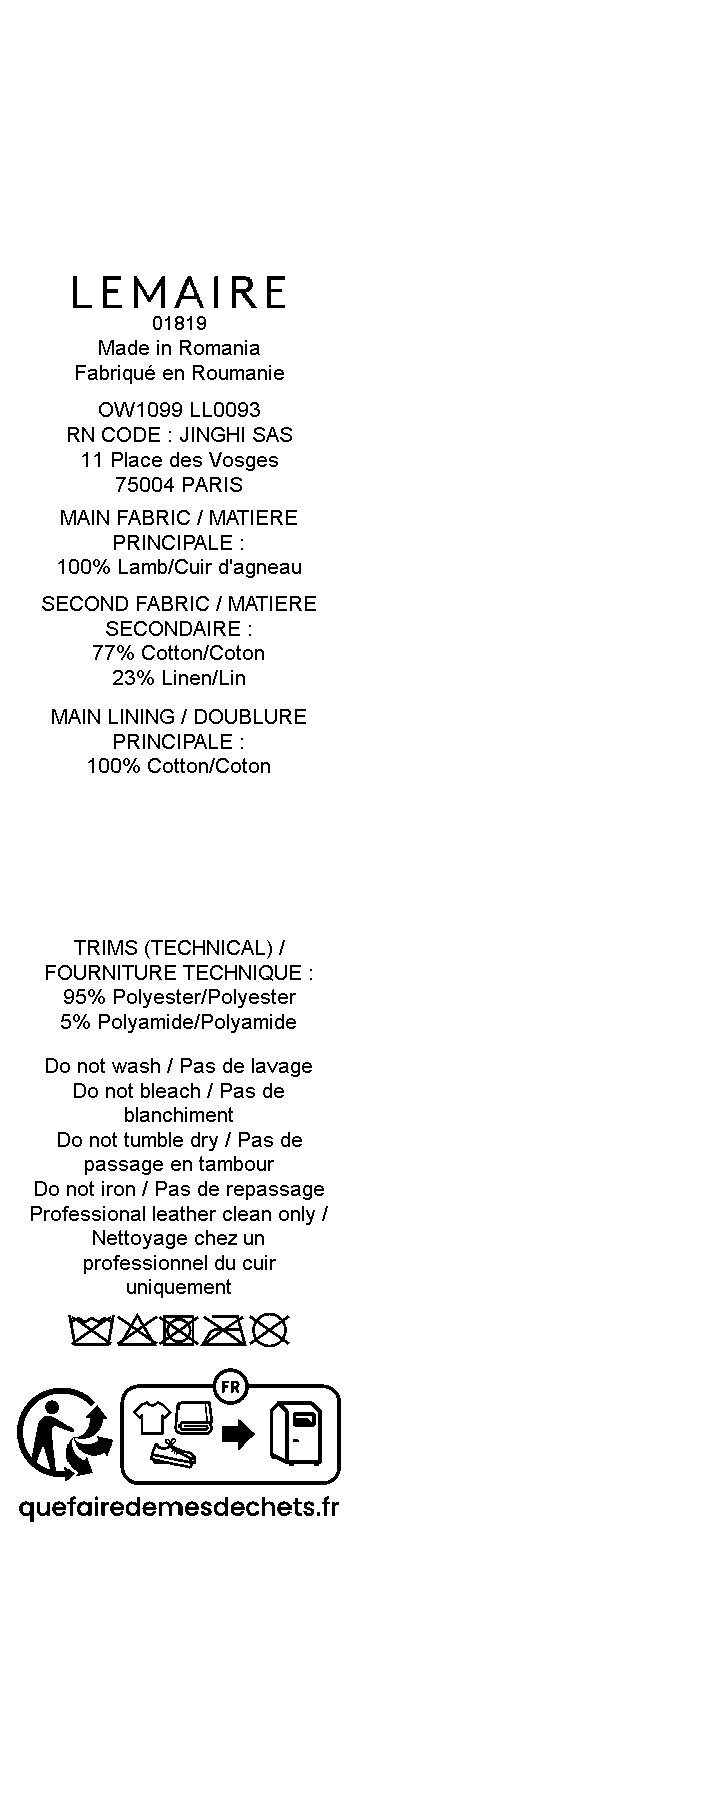 LEMAIRE
01819
Made in Romania
Fabriqué en Roumanie
OW1099 LL0093
RN CODE : JINGHI SAS
11 Place des Vosges
75004 PARIS
MAIN FABRIC / MATIERE
PRINCIPALE :
100% Lamb/Cuir d'agneau
SECOND FABRIC / MATIERE
SECONDAIRE :
77% Cotton/Coton
23% Linen/Lin
MAIN LINING / DOUBLURE
PRINCIPALE :
100% Cotton/Coton
TRIMS (TECHNICAL) /
FOURNITURE TECHNIQUE :
95% Polyester/Polyester
5% Polyamide/Polyamide
Do not wash / Pas de lavage
Do not bleach / Pas de
blanchiment
Do not tumble dry / Pas de
passage en tambour
Do not iron / Pas de repassage
Professional leather clean only /
Nettoyage chez un
professionnel du cuir
uniquement
FR
quefairedemesdechets.fr